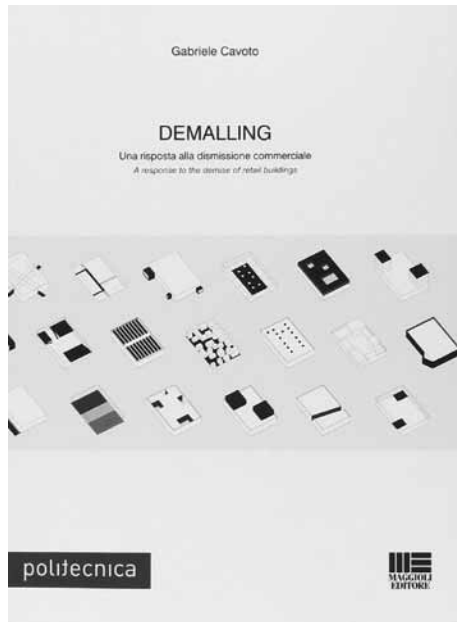 Gabriele Cavoto
DEMALLING
Una risposta alla dismissione commerciale
A response to the demise of retail buildings
politecnica
MAGGIOLI
EDITORE